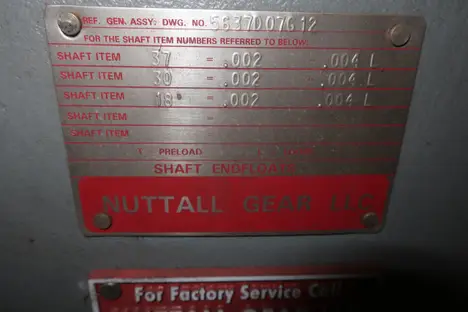 REF. GEN. ASSY: DWG. NO. 5637D07G12
FOR THE SHAFT ITEM NUMBERS REFERRED TO BELOW:
SHAFT ITEM 37 = .002 .004 L
SHAFT ITEM 30 = .002 .004 L
SHAFT ITEM 18 = .002 .004 L
SHAFT ITEM =
SHAFT ITEM
PRELOAD
SHAFT ENDFLOAT
NUTTALL GEAR LLC
For Factory Service Call